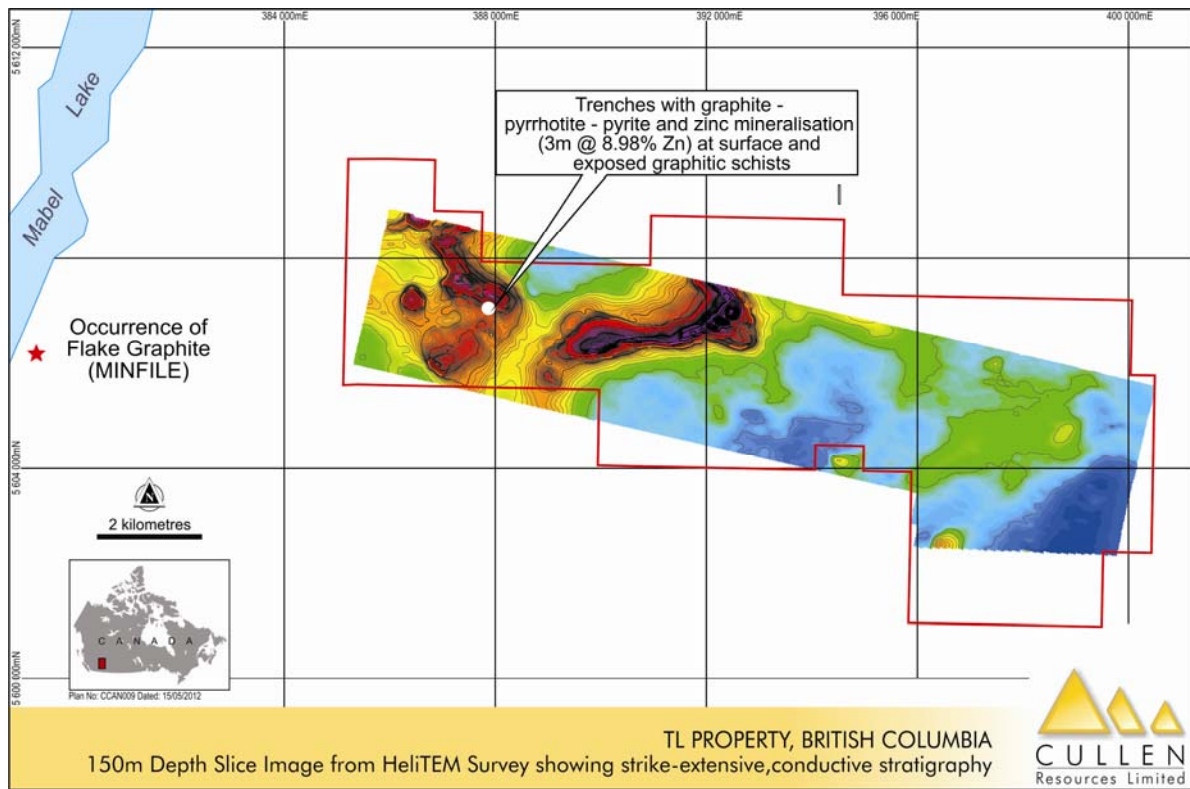 384 000mE
388 000mE
392 000mE
396 000mE
400 000mE
5 612 000mN
Lake
Mabel
Trenches with graphite -
pyrrhotite - pyrite and zinc mineralisation
(3m @ 8.98% Zn) at surface and
exposed graphitic schists
Occurrence of
Flake Graphite
(MINFILE)
5 604 000mN
N
2 kilometres
CANADA
Plan No: CCAN009 Dated: 15/05/2012
5 600 000mN
TL PROPERTY, BRITISH COLUMBIA
150m Depth Slice Image from HeliTEM Survey showing strike-extensive,conductive stratigraphy
CULLEN
Resources Limited